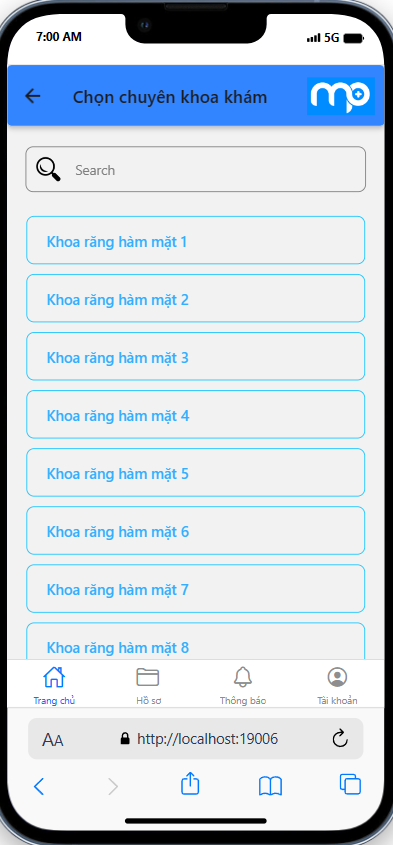 7:00 AM
5G
Chọn chuyên khoa khám
mp
Search
Khoa răng hàm mặt 1
Khoa răng hàm mặt 2
Khoa răng hàm mặt 3
Khoa răng hàm mặt 4
Khoa răng hàm mặt 5
Khoa răng hàm mặt 6
Khoa răng hàm mặt 7
Khoa răng hàm mặt 8
Trang chủ
Hồ sơ
Thông báo
Tài khoản
AA
http://localhost:19006